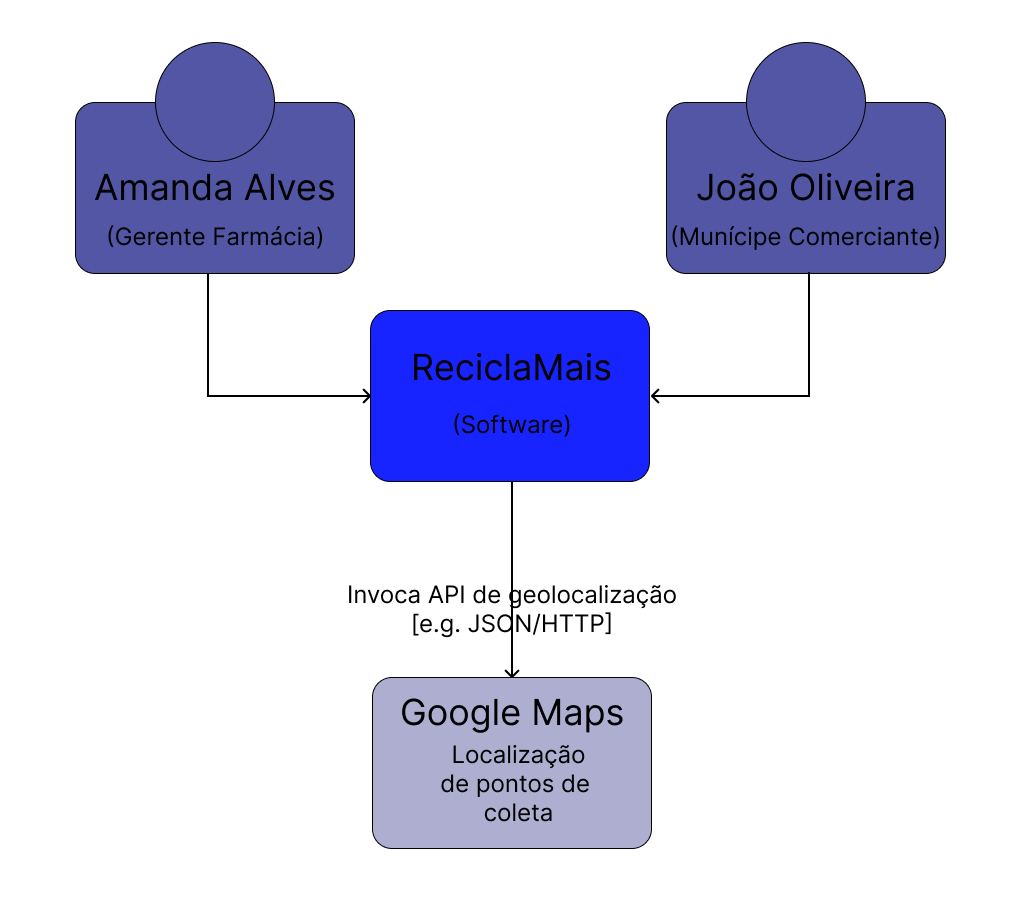 Amanda Alves
(Gerente Farmácia)
João Oliveira
(Munícipe Comerciante)
ReciclaMais
(Software)
Invoca API de geolocalização
[e.g. JSON/HTTP]
Google Maps
Localização
de pontos de
coleta